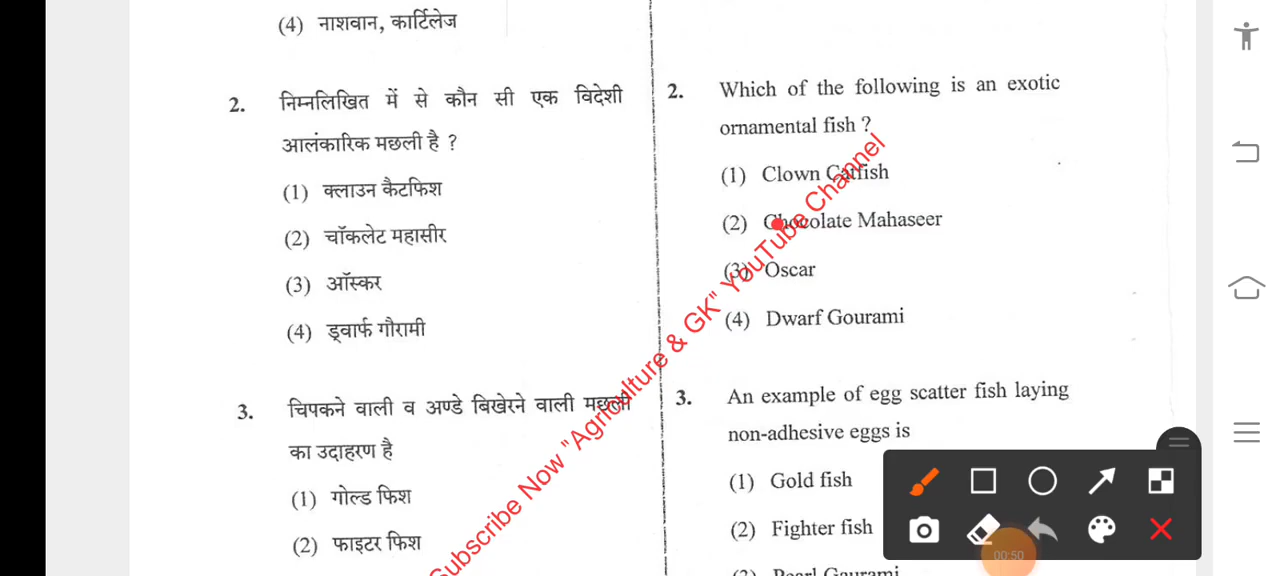 (4) नाशवान, कार्टिलेज
2. निम्नलिखित में से कौन सी एक विदेशी
आलंकारिक मछली है ?
(1) क्लाउन कैटफिश
(2) चॉकलेट महासीर
(3) ऑस्कर
(4) ड्वार्फ गौरामी
3. चिपकने वाली व अण्डे बिखेरने वाली मछली
का उदाहरण है
(1) गोल्ड फिश
(2) फाइटर फिश
2. Which of the following is an exotic
ornamental fish ?
(1) Clown Catfish
(2) Chocolate Mahaseer
(3) Oscar
(4) Dwarf Gourami
3. An example of egg scatter fish laying
non-adhesive eggs is
(1) Gold fish
(2) Fighter fish
(3) Pearl Gourami
Subscribe Now "Agriculture & GK" YouTube Channel
00:50